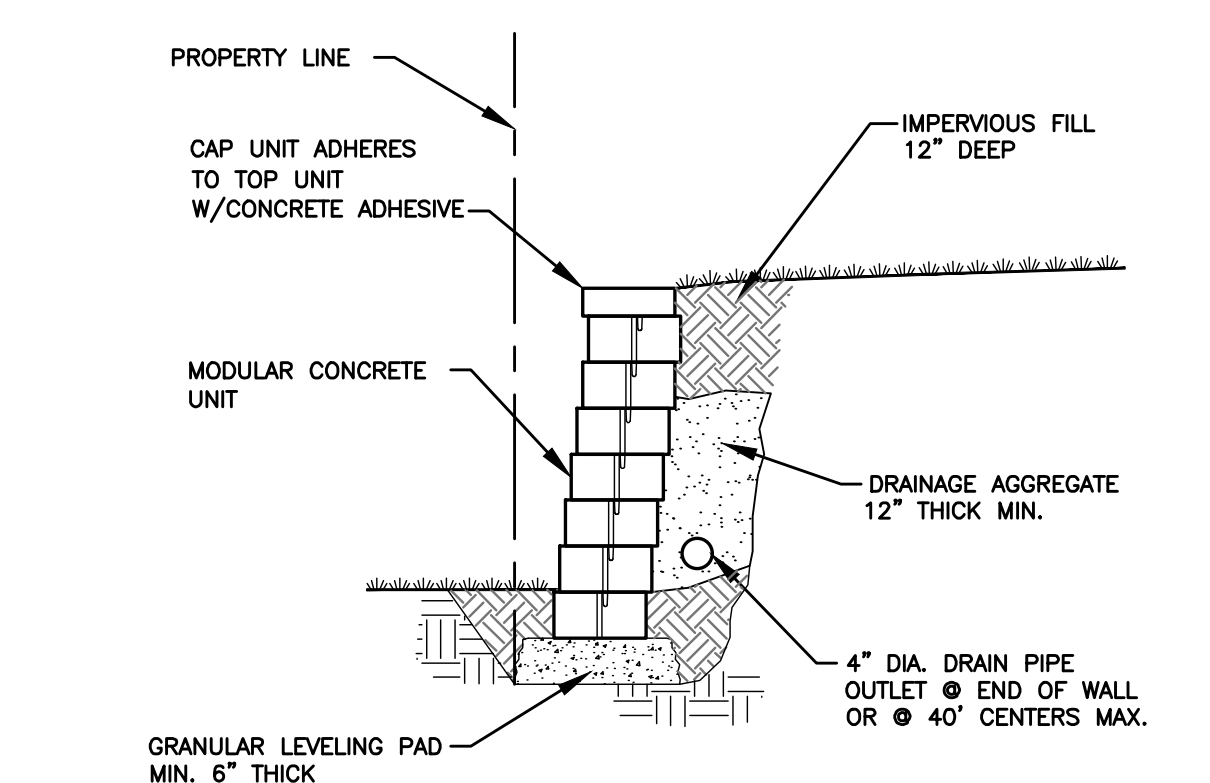 PROPERTY LINE
CAP UNIT ADHERES
TO TOP UNIT
W/CONCRETE ADHESIVE
IMPERVIOUS FILL
12" DEEP
MODULAR CONCRETE
UNIT
DRAINAGE AGGREGATE
12" THICK MIN.
4" DIA. DRAIN PIPE
OUTLET @ END OF WALL
OR @ 40' CENTERS MAX.
GRANULAR LEVELING PAD
MIN. 6" THICK